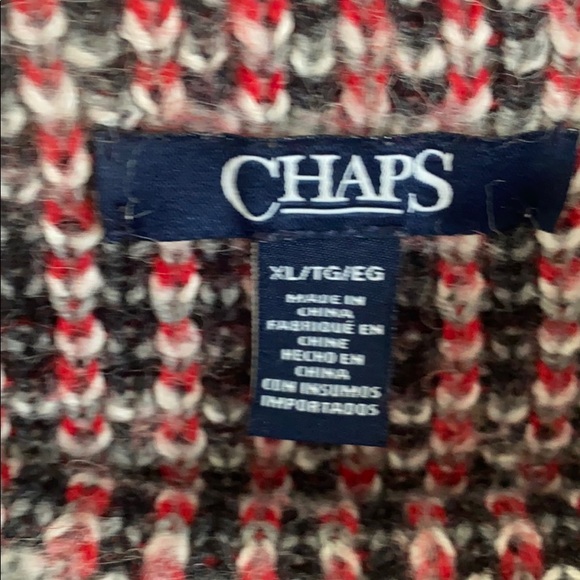 CHAPS
XL/TG/EG
MADE IN
CHINA
FABRIQUÉ EN
CHINE
HECHO EN
CHINA
CON INSUMOS
IMPORTADOS